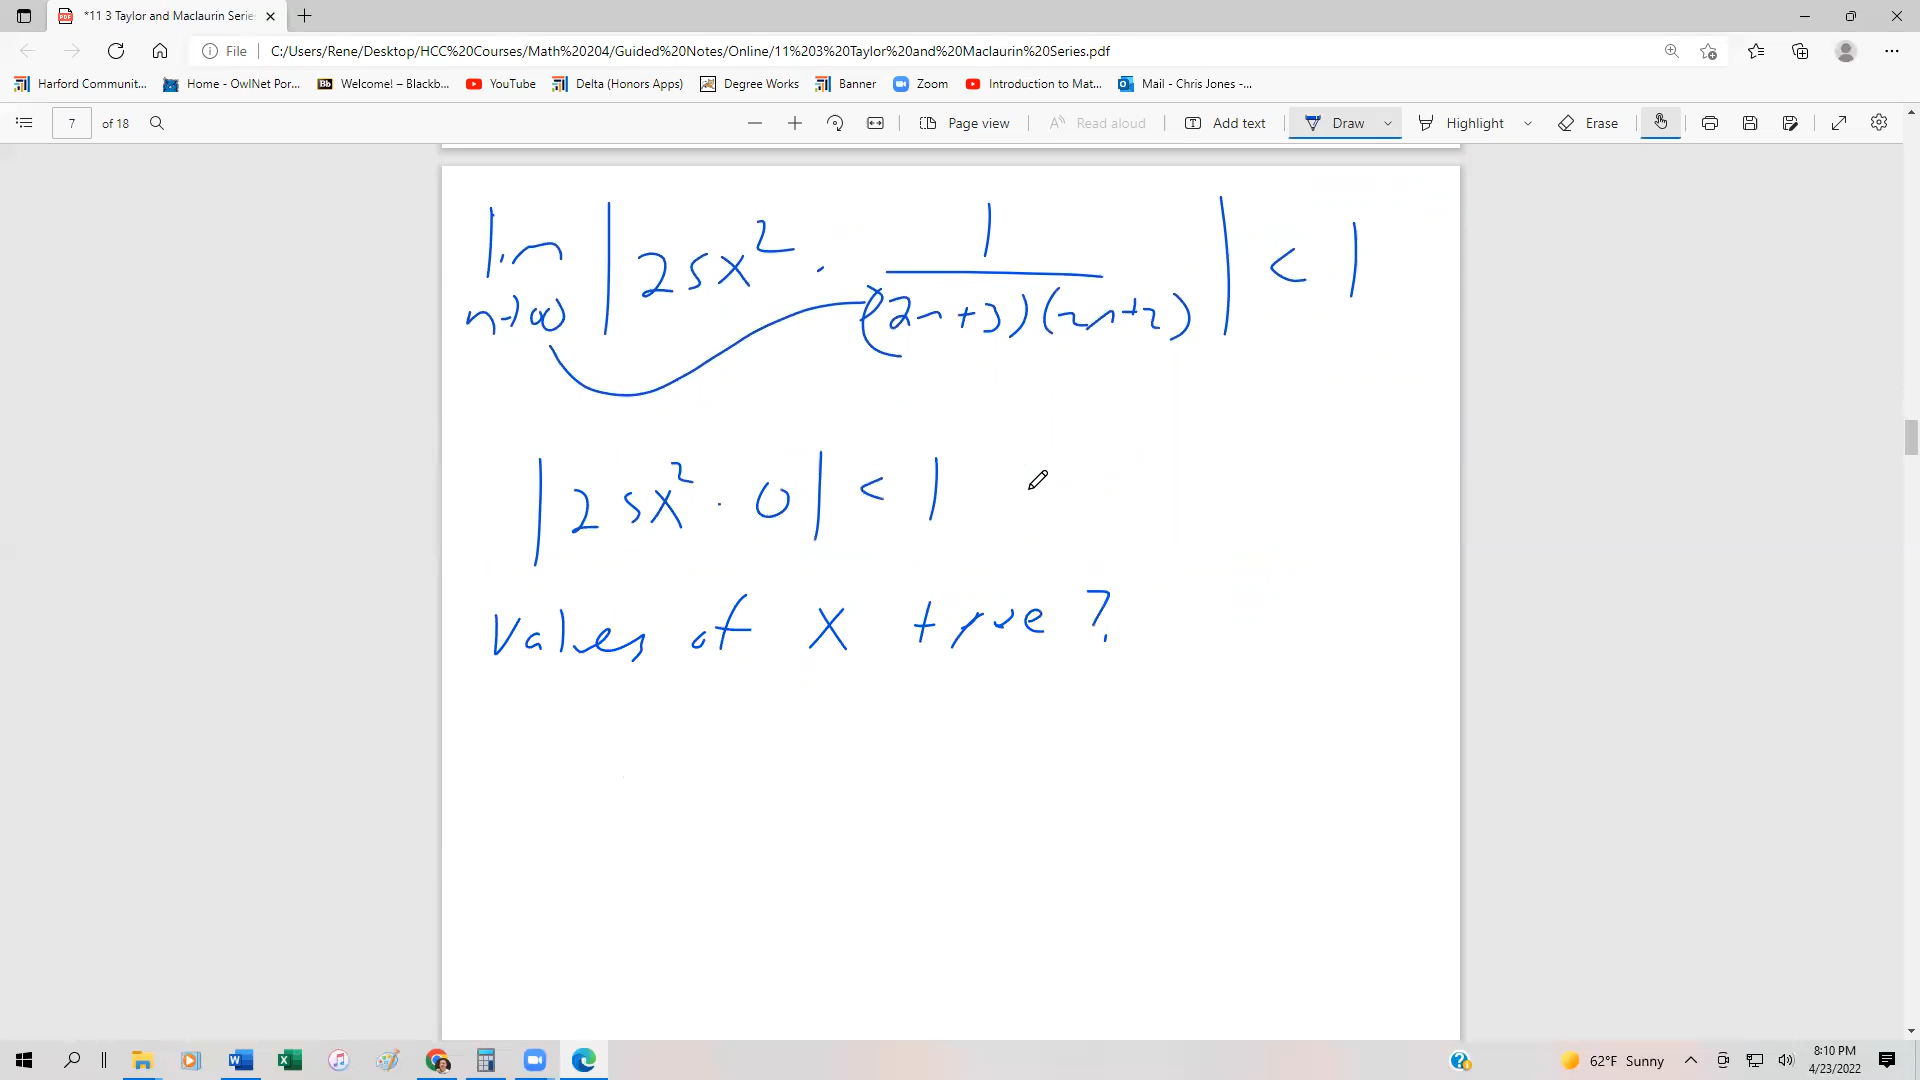 *11 3 Taylor and Maclaurin Serie
File C:/Users/Rene/Desktop/HCC%20Courses/Math%20204/Guided%20Notes/Online/11%203%20Taylor%20and%20Maclaurin%20Series.pdf
Harford Communit... Home - OwlNet Por... Bb Welcome! – Blackb... YouTube Delta (Honors Apps) Degree Works Banner Zoom Introduction to Mat... Mail - Chris Jones -...
7 of 18 Page view Read aloud Add text Draw Highlight Erase
lim n→∞ | 25x² · 1/((2n+3)(2n+2)) | < 1
| 25x² · 0 | < 1
Values of X true?
62°F Sunny
8:10 PM
4/23/2022